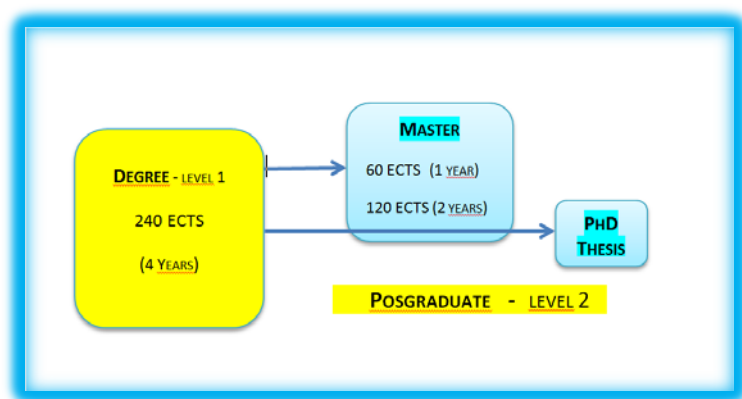 DEGREE - LEVEL 1
240 ECTS
(4 YEARS)
MASTER
60 ECTS (1 YEAR)
120 ECTS (2 YEARS)
PHD
THESIS
POSGRADUATE - LEVEL 2